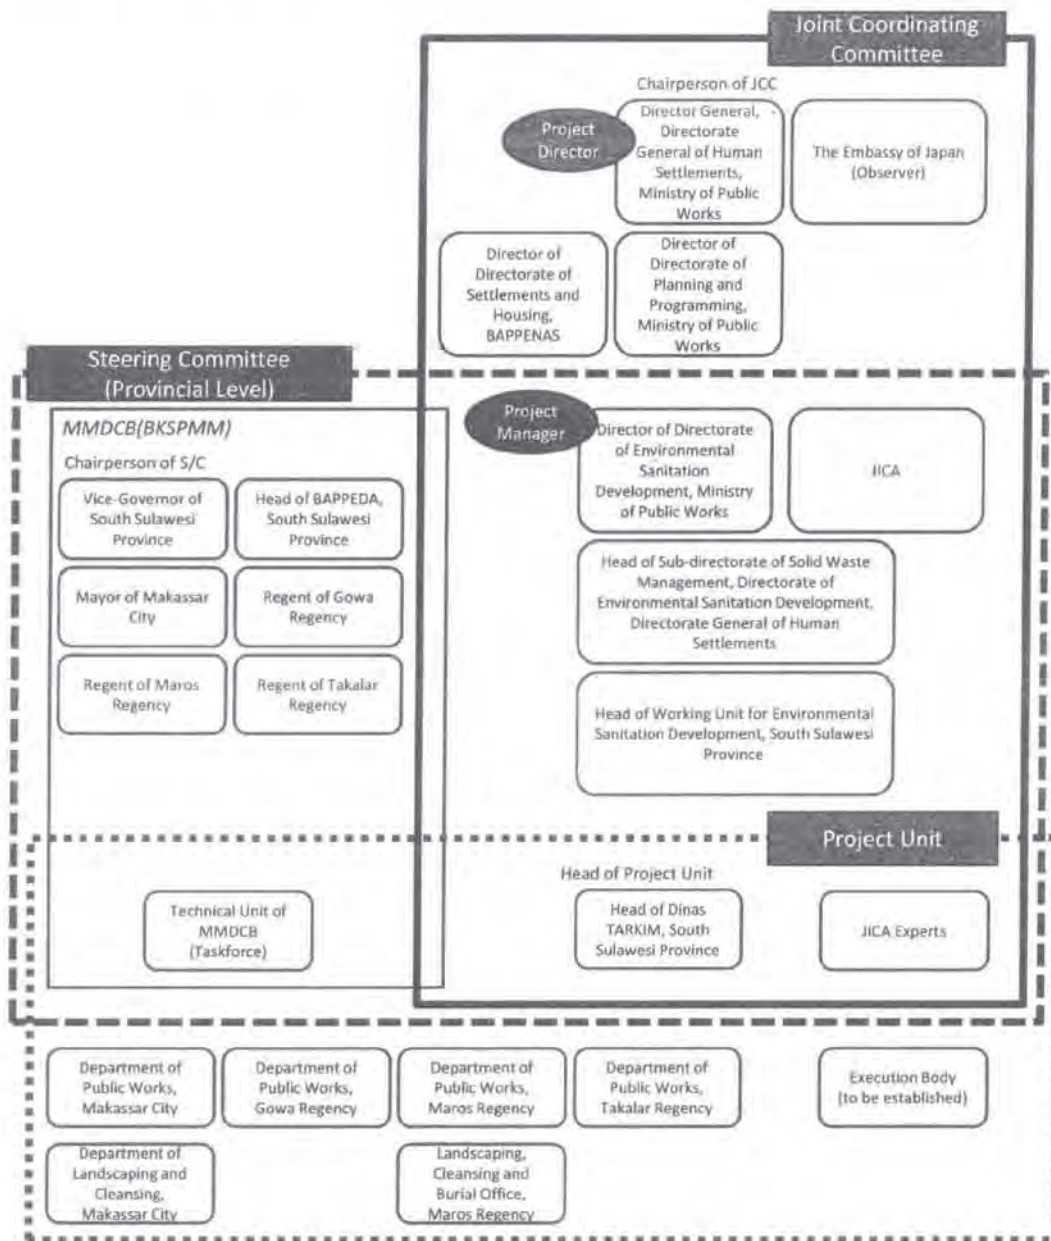 Joint Coordinating
Committee
Chairperson of JCC
Project
Director
Director General,
Directorate
General of Human
Settlements,
Ministry of Public
Works
The Embassy of Japan
(Observer)
Director of
Directorate of
Settlements and
Housing,
BAPPENAS
Director of
Directorate of
Planning and
Programming,
Ministry of Public
Works
Steering Committee
(Provincial Level)
MMDCB(BKSPMM)
Chairperson of S/C
Vice-Governor of
South Sulawesi
Province
Head of BAPPEDA,
South Sulawesi
Province
Mayor of Makassar
City
Regent of Gowa
Regency
Regent of Maros
Regency
Regent of Takalar
Regency
Project
Manager
Director of Directorate
of Environmental
Sanitation
Development, Ministry
of Public Works
JICA
Head of Sub-directorate of Solid Waste
Management, Directorate of
Environmental Sanitation Development,
Directorate General of Human
Settlements
Head of Working Unit for Environmental
Sanitation Development, South Sulawesi
Province
Project Unit
Technical Unit of
MMDCB
(Taskforce)
Head of Project Unit
Head of Dinas
TARKIM, South
Sulawesi Province
JICA Experts
Department of
Public Works,
Makassar City
Department of
Public Works,
Gowa Regency
Department of
Public Works,
Maros Regency
Department of
Public Works,
Takalar Regency
Execution Body
(to be established)
Department of
Landscaping and
Cleansing,
Makassar City
Landscaping,
Cleansing and
Burial Office,
Maros Regency